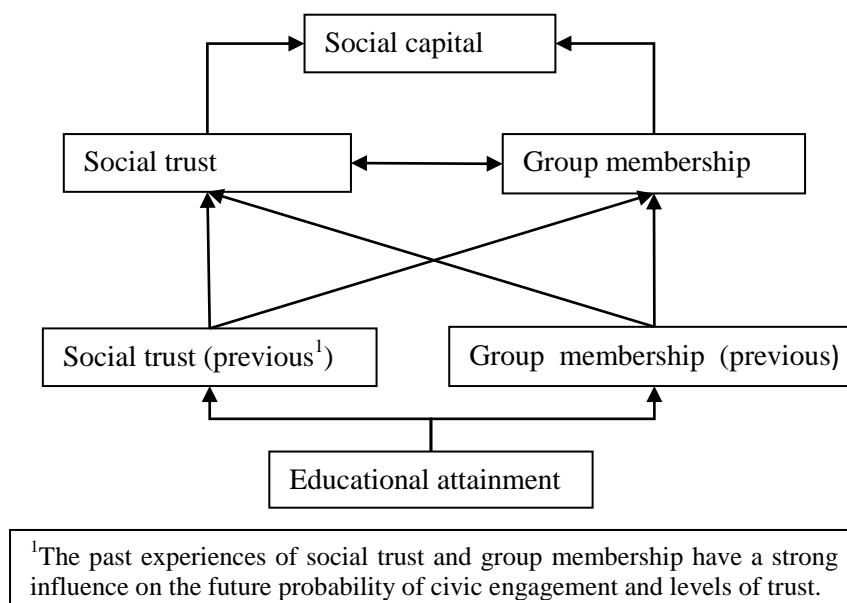 Social capital
Social trust
Group membership
Social trust (previous¹)
Group membership (previous)
Educational attainment
¹The past experiences of social trust and group membership have a strong
influence on the future probability of civic engagement and levels of trust.